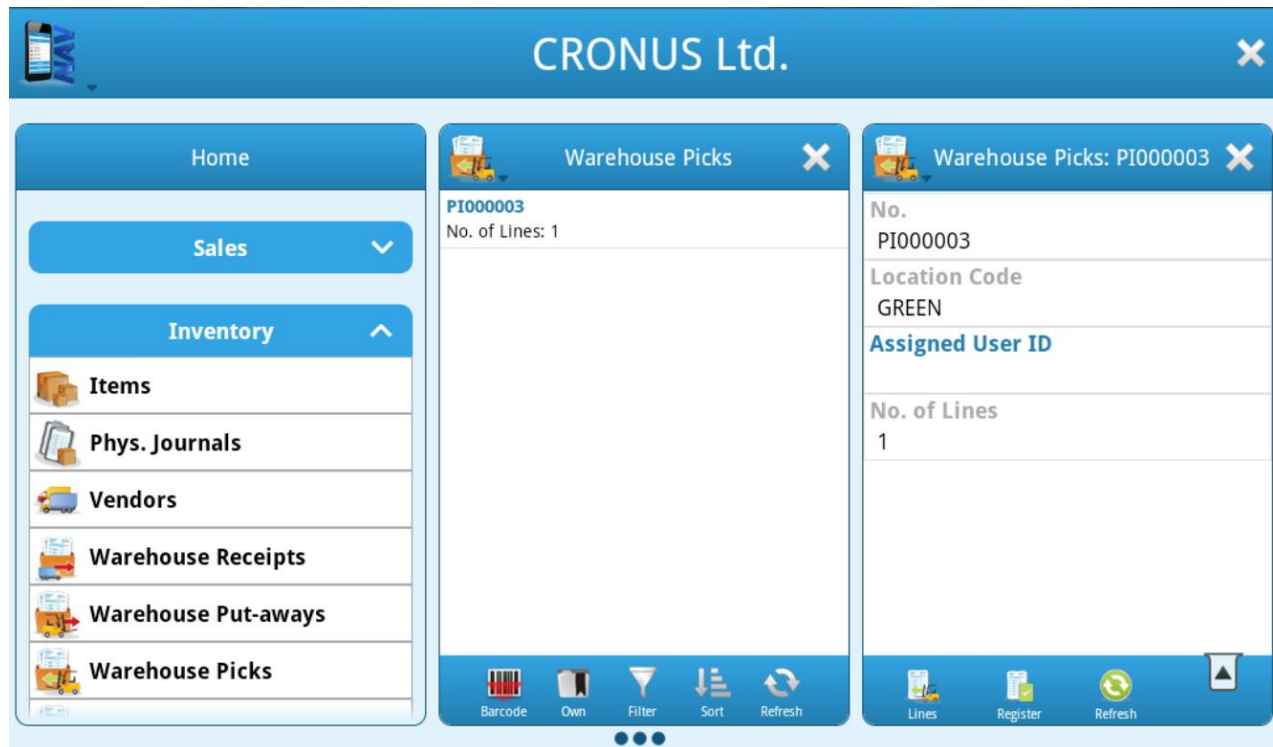 NAV
CRONUS Ltd.
Home
Sales
Inventory
Items
Phys. Journals
Vendors
Warehouse Receipts
Warehouse Put-aways
Warehouse Picks
Warehouse Picks
PI000003
No. of Lines: 1
Barcode
Own
Filter
Sort
Refresh
Warehouse Picks: PI000003
No.
PI000003
Location Code
GREEN
Assigned User ID
No. of Lines
1
Lines
Register
Refresh